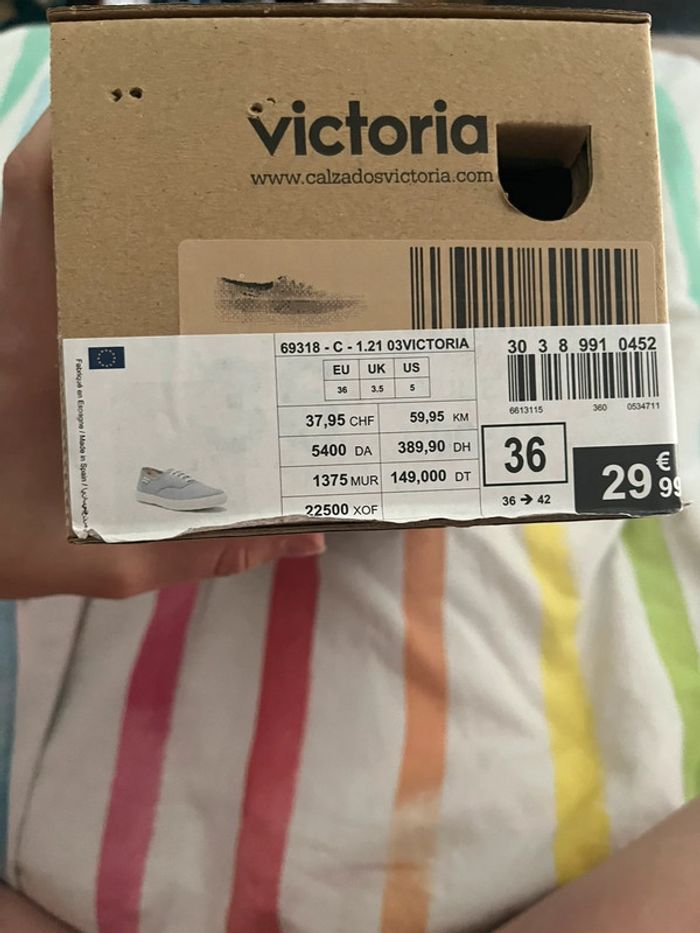 victoria
www.calzadosvictoria.com
69318 - C - 1.21 03VICTORIA
EU UK US
36 3.5 5
37,95 CHF 59,95 KM
5400 DA 389,90 DH
1375 MUR 149,000 DT
22500 XOF
30 3 8 991 0452
6613115 360 0534711
36
36 → 42
29 € 99
Fabriqué en Espagne / Made in Spain /